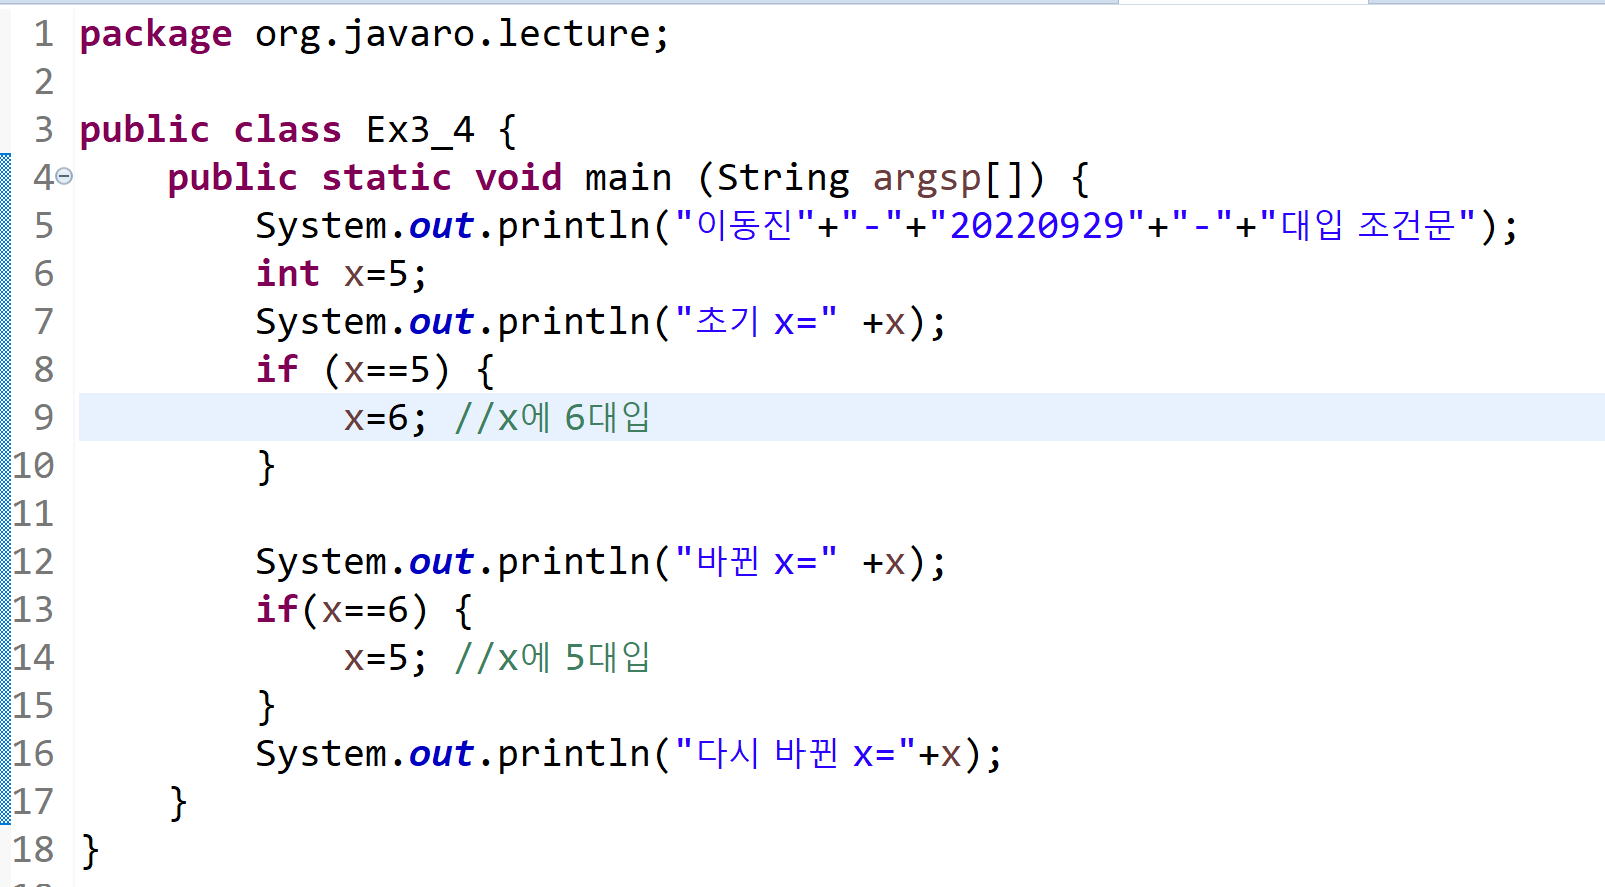 1 package org.javaro.lecture;
2
3 public class Ex3_4 {
4 public static void main (String argsp[]) {
5 System.out.println("이동진"+"-"+"20220929"+"-"+"대입 조건문");
6 int x=5;
7 System.out.println("초기 x=" +x);
8 if (x==5) {
9 x=6; //x에 6대입
10 }
11
12 System.out.println("바뀐 x=" +x);
13 if(x==6) {
14 x=5; //x에 5대입
15 }
16 System.out.println("다시 바뀐 x="+x);
17 }
18 }